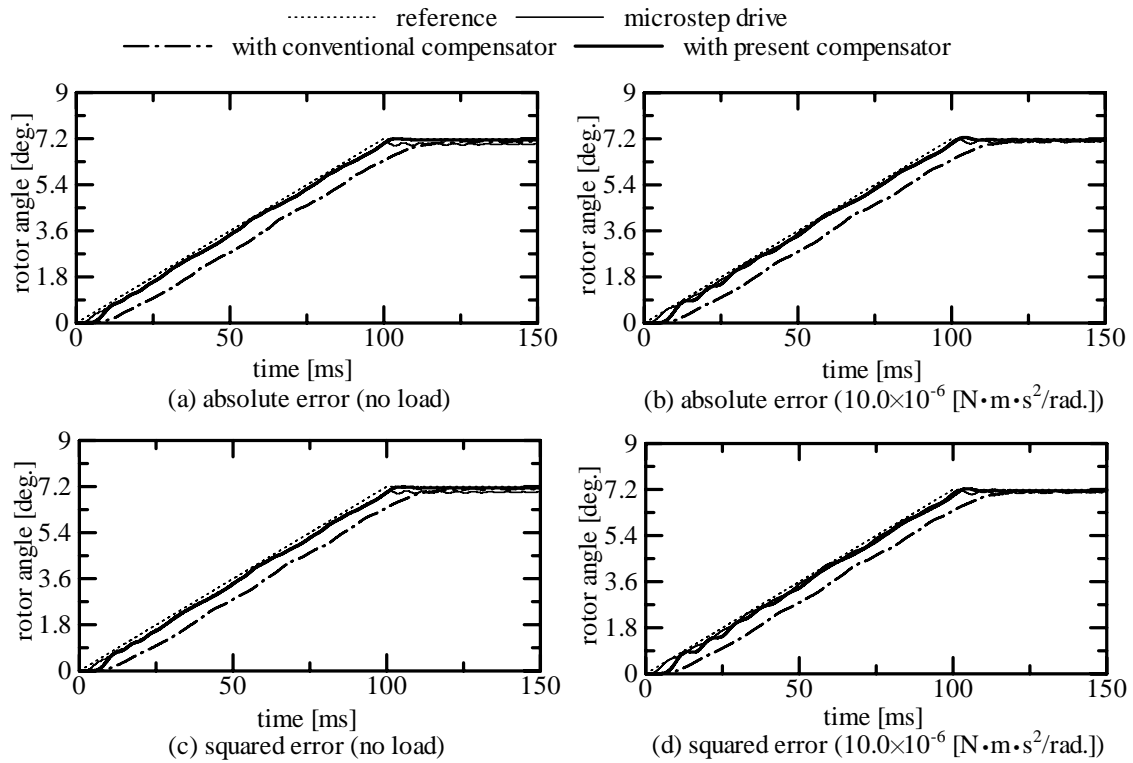 reference microstep drive
with conventional compensator with present compensator
9
7.2
5.4
3.6
1.8
0
rotor angle [deg.]
0 50 100 150
time [ms]
(a) absolute error (no load)
9
7.2
5.4
3.6
1.8
0
rotor angle [deg.]
0 50 100 150
time [ms]
(b) absolute error (10.0×10⁻⁶ [N•m•s²/rad.])
9
7.2
5.4
3.6
1.8
0
rotor angle [deg.]
0 50 100 150
time [ms]
(c) squared error (no load)
9
7.2
5.4
3.6
1.8
0
rotor angle [deg.]
0 50 100 150
time [ms]
(d) squared error (10.0×10⁻⁶ [N•m•s²/rad.])